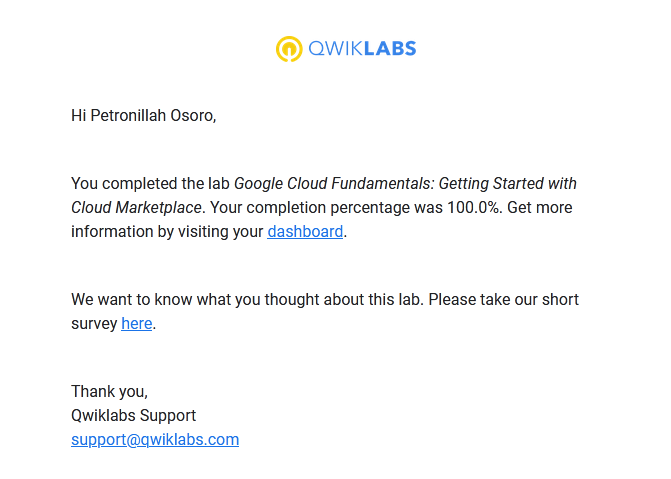 QWIKLABS
Hi Petronillah Osoro,
You completed the lab Google Cloud Fundamentals: Getting Started with
Cloud Marketplace. Your completion percentage was 100.0%. Get more
information by visiting your dashboard.
We want to know what you thought about this lab. Please take our short
survey here.
Thank you,
Qwiklabs Support
support@qwiklabs.com